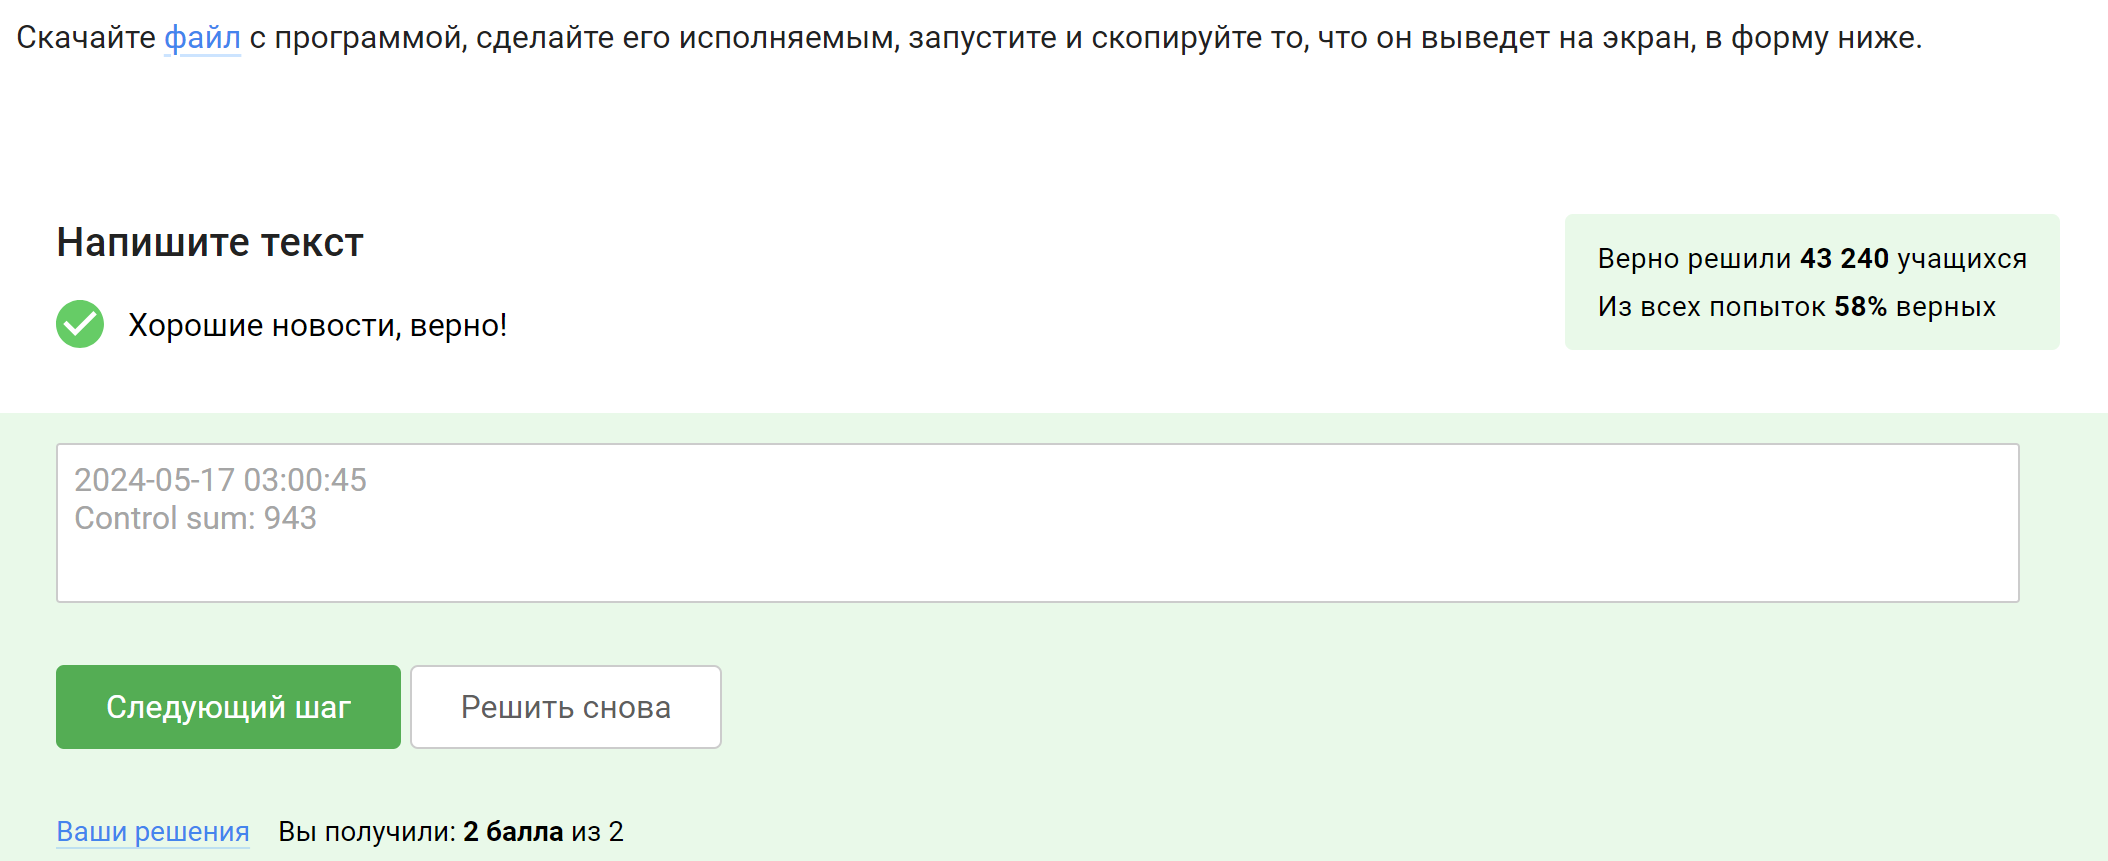 Скачайте файл с программой, сделайте его исполняемым, запустите и скопируйте то, что он выведет на экран, в форму ниже.
Напишите текст
Хорошие новости, верно!
Верно решили 43 240 учащихся
Из всех попыток 58% верных
2024-05-17 03:00:45
Control sum: 943
Следующий шаг
Решить снова
Ваши решения
Вы получили: 2 балла из 2